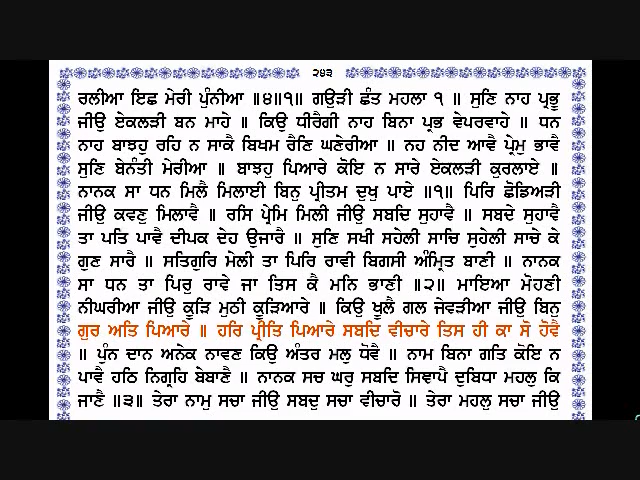 ੨੪੩
ਰਲੀਆ ਇਛ ਮੇਰੀ ਪੁੰਨੀਆ ॥੪॥੧॥ ਗਉੜੀ ਛੰਤ ਮਹਲਾ ੧ ॥ ਸੁਣਿ ਨਾਹ ਪ੍ਰਭੂ
ਜੀਉ ਏਕਲੜੀ ਬਨ ਮਾਹੇ ॥ ਕਿਉ ਧੀਰੈਗੀ ਨਾਹ ਬਿਨਾ ਪ੍ਰਭ ਵੇਪਰਵਾਹੇ ॥ ਧਨ
ਨਾਹ ਬਾਝਹੁ ਰਹਿ ਨ ਸਾਕੈ ਬਿਖਮ ਰੈਣਿ ਘਣੇਰੀਆ ॥ ਨਹ ਨੀਦ ਆਵੈ ਪ੍ਰੇਮੁ ਭਾਵੈ
ਸੁਣਿ ਬੇਨੰਤੀ ਮੇਰੀਆ ॥ ਬਾਝਹੁ ਪਿਆਰੇ ਕੋਇ ਨ ਸਾਰੇ ਏਕਲੜੀ ਕੁਰਲਾਏ ॥
ਨਾਨਕ ਸਾ ਧਨ ਮਿਲੈ ਮਿਲਾਈ ਬਿਨੁ ਪ੍ਰੀਤਮ ਦੁਖੁ ਪਾਏ ॥੧॥ ਪਿਰਿ ਛੋਡਿਅੜੀ
ਜੀਉ ਕਵਣੁ ਮਿਲਾਵੈ ॥ ਰਸਿ ਪ੍ਰੇਮਿ ਮਿਲੀ ਜੀਉ ਸਬਦਿ ਸੁਹਾਵੈ ॥ ਸਬਦੇ ਸੁਹਾਵੈ
ਤਾ ਪਤਿ ਪਾਵੈ ਦੀਪਕ ਦੇਹ ਉਜਾਰੈ ॥ ਸੁਣਿ ਸਖੀ ਸਹੇਲੀ ਸਾਚਿ ਸੁਹੇਲੀ ਸਾਚੇ ਕੇ
ਗੁਣ ਸਾਰੈ ॥ ਸਤਿਗੁਰਿ ਮੇਲੀ ਤਾ ਪਿਰਿ ਰਾਵੀ ਬਿਗਸੀ ਅੰਮ੍ਰਿਤ ਬਾਣੀ ॥ ਨਾਨਕ
ਸਾ ਧਨ ਤਾ ਪਿਰੁ ਰਾਵੇ ਜਾ ਤਿਸ ਕੈ ਮਨਿ ਭਾਣੀ ॥੨॥ ਮਾਇਆ ਮੋਹਣੀ
ਨੀਘਰੀਆ ਜੀਉ ਕੂੜਿ ਮੁਠੀ ਕੂੜਿਆਰੇ ॥ ਕਿਉ ਖੂਲੈ ਗਲ ਜੇਵੜੀਆ ਜੀਉ ਬਿਨੁ
ਗੁਰ ਅਤਿ ਪਿਆਰੇ ॥ ਹਰਿ ਪ੍ਰੀਤਿ ਪਿਆਰੇ ਸਬਦਿ ਵੀਚਾਰੇ ਤਿਸ ਹੀ ਕਾ ਸੋ ਹੋਵੈ
॥ ਪੁੰਨ ਦਾਨ ਅਨੇਕ ਨਾਵਣ ਕਿਉ ਅੰਤਰ ਮਲੁ ਧੋਵੈ ॥ ਨਾਮ ਬਿਨਾ ਗਤਿ ਕੋਇ ਨ
ਪਾਵੈ ਹਠਿ ਨਿਗ੍ਰਹਿ ਬੇਬਾਣੈ ॥ ਨਾਨਕ ਸਚ ਘਰੁ ਸਬਦਿ ਸਿਞਾਪੈ ਦੁਬਿਧਾ ਮਹਲੁ ਕਿ
ਜਾਣੈ ॥੩॥ ਤੇਰਾ ਨਾਮੁ ਸਚਾ ਜੀਉ ਸਬਦੁ ਸਚਾ ਵੀਚਾਰੋ ॥ ਤੇਰਾ ਮਹਲੁ ਸਚਾ ਜੀਉ